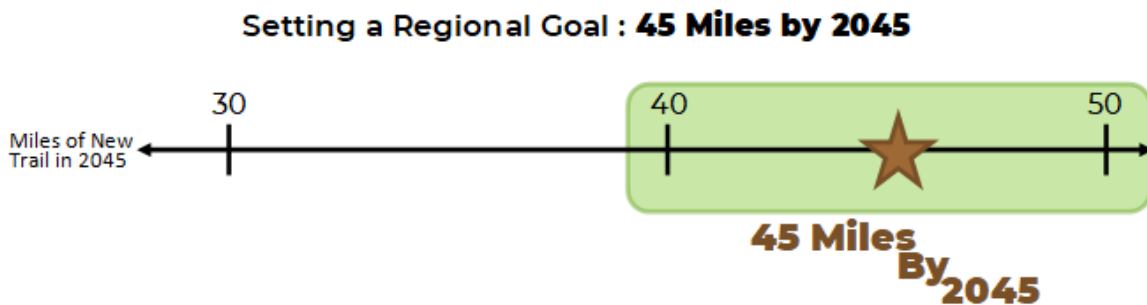 Setting a Regional Goal : 45 Miles by 2045
30
40
50
Miles of New
Trail in 2045
45 Miles
By
2045